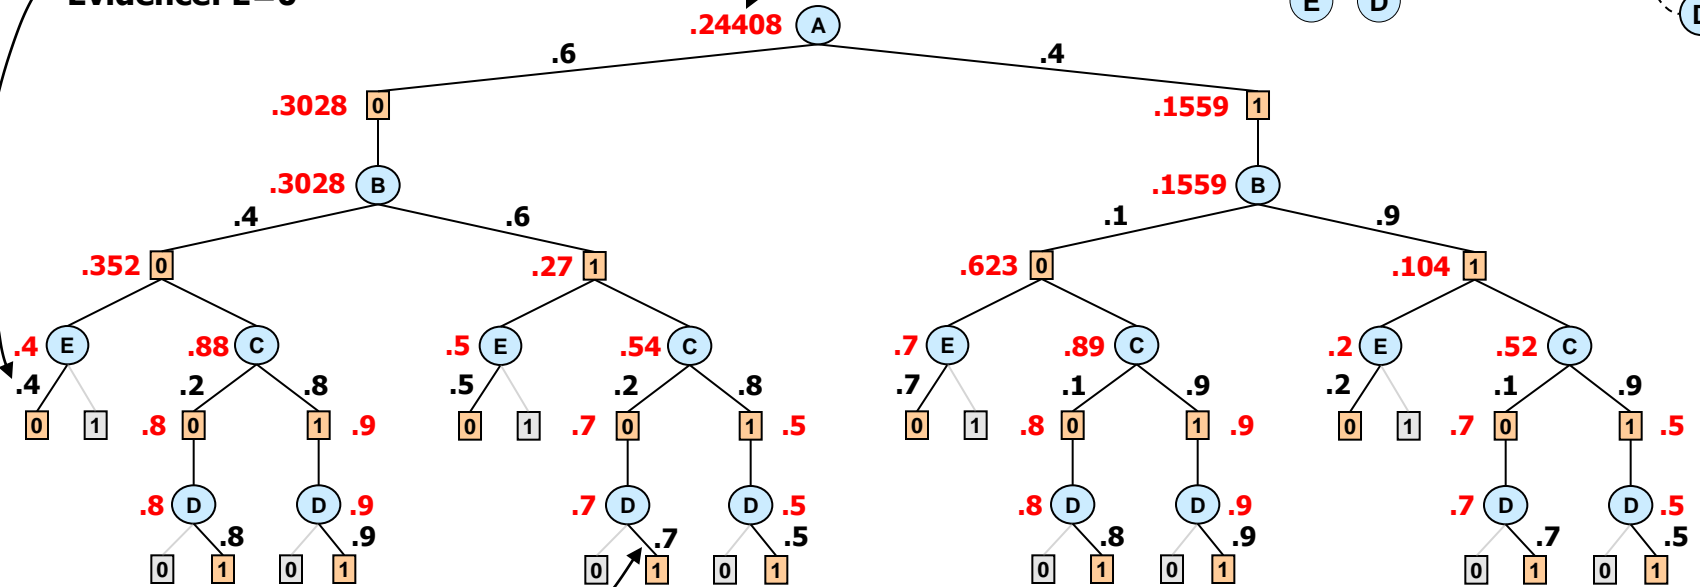 Evidence: E=0
E D
.24408 A
.6 .4
.3028 0 .1559 1
.3028 B .1559 B
.4 .6 .1 .9
.352 0 .27 1 .623 0 .104 1
.4 E .88 C .5 E .54 C .7 E .89 C .2 E .52 C
.4 .2 .8 .5 .2 .8 .7 .1 .9 .2 .1 .9
0 1 .8 0 1 .9 0 1 .7 0 1 .5 0 1 .8 0 1 .9 0 1 .7 0 1 .5
.8 D D .9 .7 D D .5 .8 D D .9 .7 D D .5
.8 .9 .7 .5 .8 .9 .7 .5
0 1 0 1 0 1 0 1 0 1 0 1 0 1 0 1